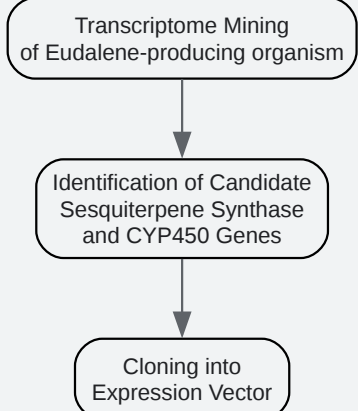 Transcriptome Mining
of Eudalene-producing organism
Identification of Candidate
Sesquiterpene Synthase
and CYP450 Genes
Cloning into
Expression Vector